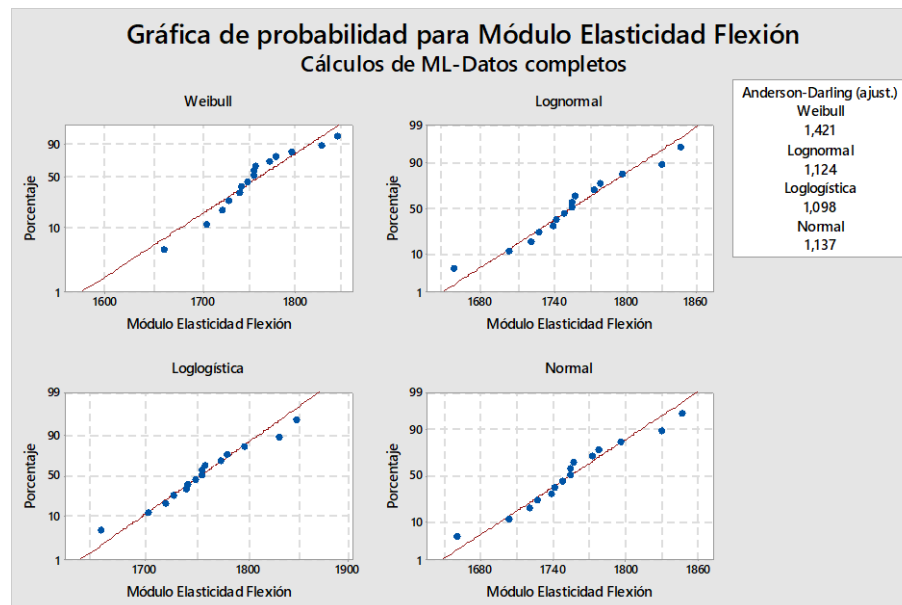 Gráfica de probabilidad para Módulo Elasticidad Flexión
Cálculos de ML-Datos completos
Weibull
Porcentaje
90
50
10
1
1600 1700 1800
Módulo Elasticidad Flexión
Lognormal
Porcentaje
99
90
50
10
1
1680 1740 1800 1860
Módulo Elasticidad Flexión
Anderson-Darling (ajust.)
Weibull
1,421
Lognormal
1,124
Loglogística
1,098
Normal
1,137
Loglogística
Porcentaje
99
90
50
10
1
1700 1800 1900
Módulo Elasticidad Flexión
Normal
Porcentaje
99
90
50
10
1
1680 1740 1800 1860
Módulo Elasticidad Flexión